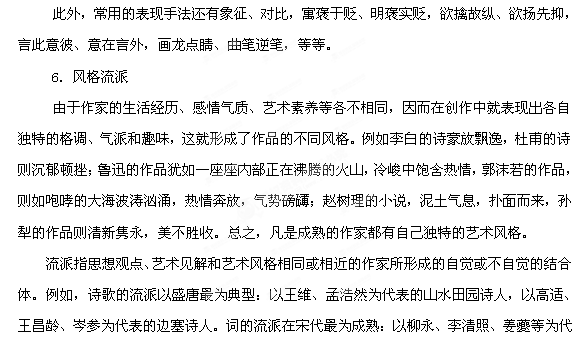 此外，常用的表现手法还有象征、对比，寓褒于贬、明褒实贬，欲擒故纵、欲扬先抑，
言此意彼、意在言外，画龙点睛、曲笔逆笔，等等。
6．风格流派
由于作家的生活经历、感情气质、艺术素养等各不相同，因而在创作中就表现出各自
独特的格调、气派和趣味，这就形成了作品的不同风格。例如李白的诗豪放飘逸，杜甫的诗
则沉郁顿挫；鲁迅的作品犹如一座座内部正在沸腾的火山，冷峻中饱含热情，郭沫若的作品，
则如咆哮的大海波涛汹涌，热情奔放，气势磅礴；赵树理的小说，泥土气息，扑面而来，孙
犁的作品则清新隽永，美不胜收。总之，凡是成熟的作家都有自己独特的艺术风格。
流派指思想观点、艺术见解和艺术风格相同或相近的作家所形成的自觉或不自觉的结合
体。例如，诗歌的流派以盛唐最为典型：以王维、孟浩然为代表的山水田园诗人，以高适、
王昌龄、岑参为代表的边塞诗人。词的流派在宋代最为成熟：以柳永、李清照、姜夔等为代